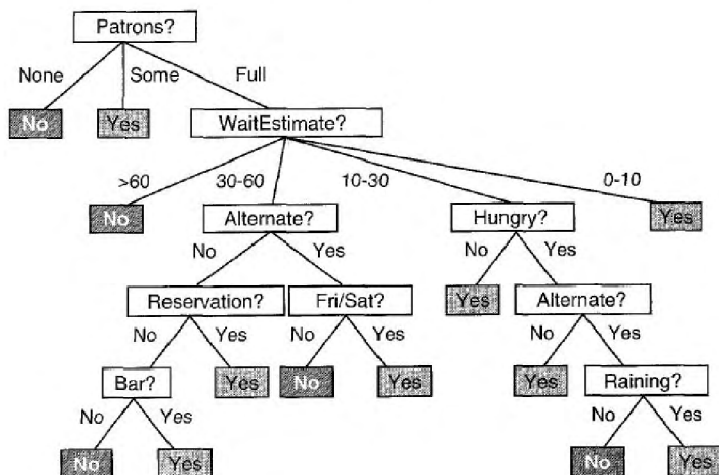 Patrons?
None Some Full
No Yes WaitEstimate?
>60 30-60 10-30 0-10
No Alternate? Hungry? Yes
No Yes No Yes
Reservation? Fri/Sat? Yes Alternate?
No Yes No Yes No Yes
Bar? Yes No Yes Yes Raining?
No Yes No Yes
No Yes No Yes